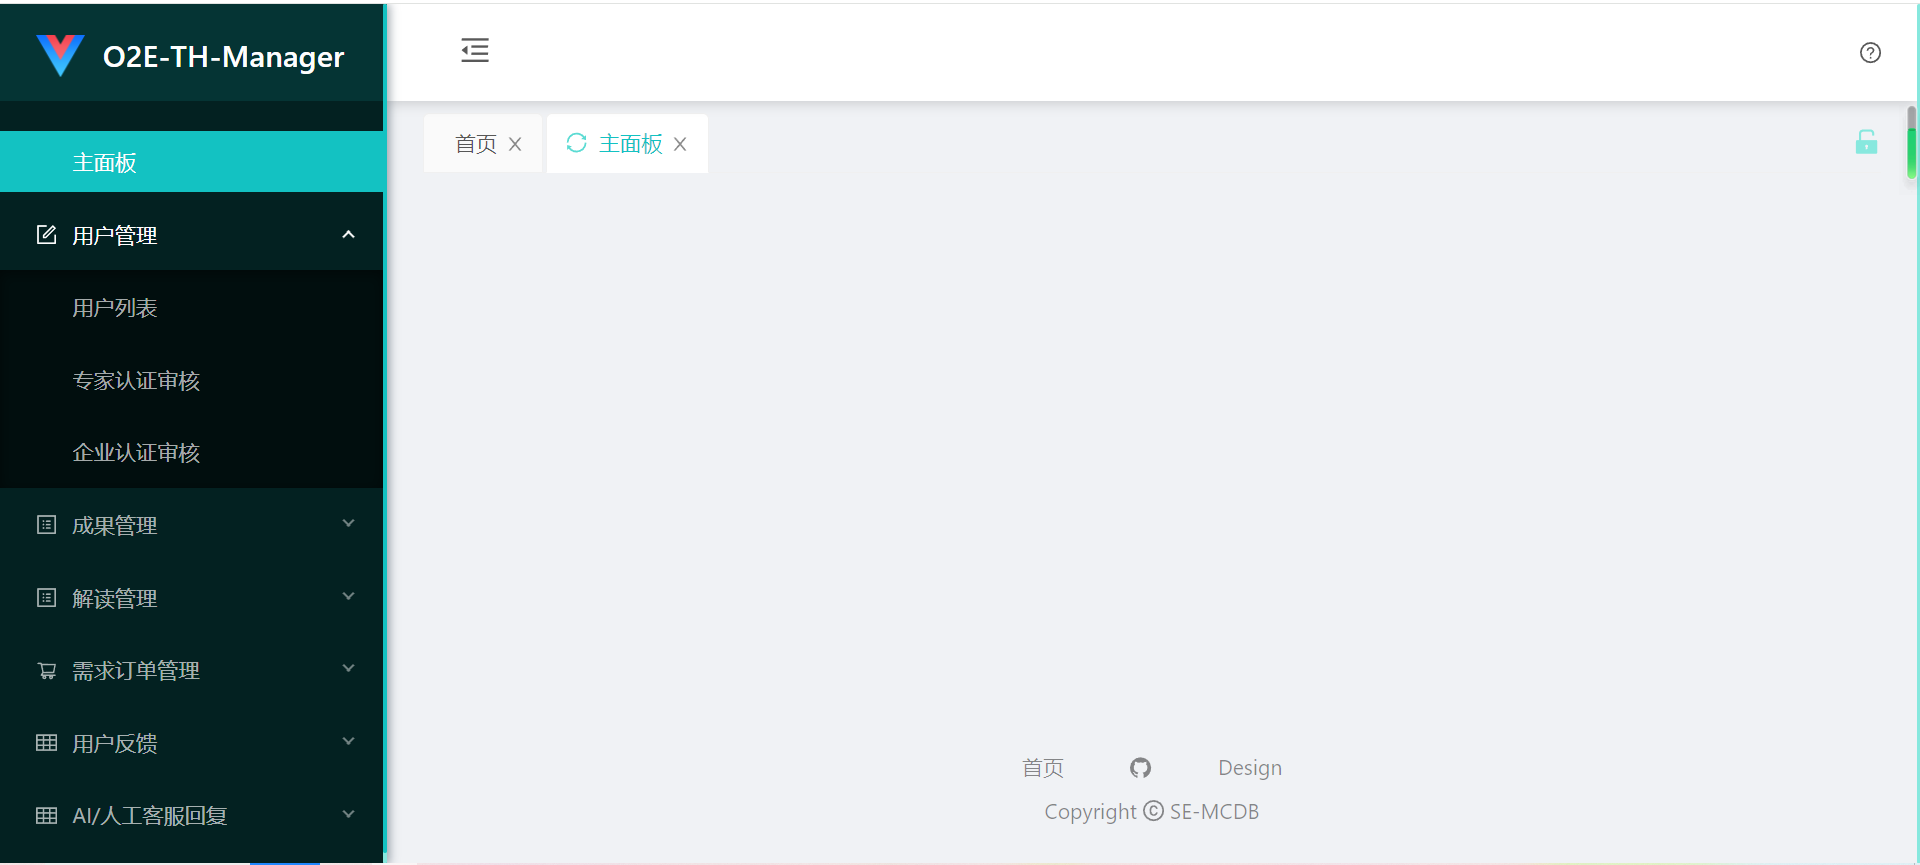 O2E-TH-Manager
主面板
用户管理
用户列表
专家认证审核
企业认证审核
成果管理
解读管理
需求订单管理
用户反馈
AI/人工客服回复
首页
主面板
首页
Design
Copyright © SE-MCDB